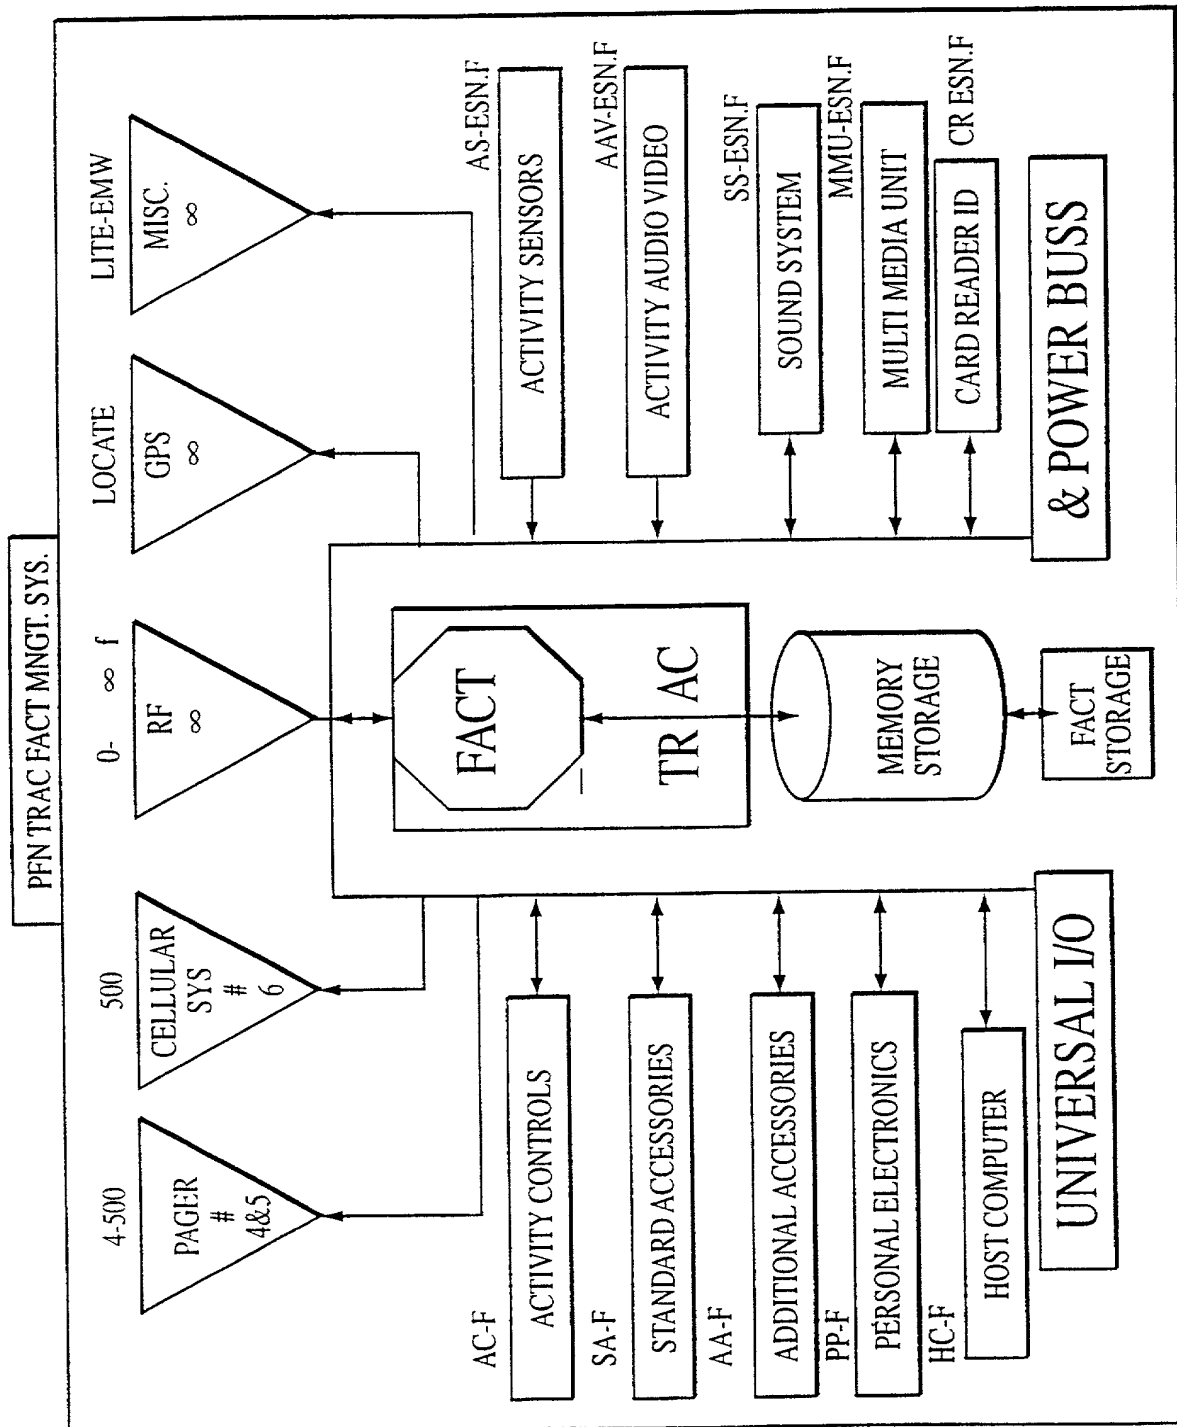 PFN TRAC FACT MNGT. SYS.
4-500
500
0- ∞ f
LOCATE
LITE-EMW
PAGER
#
4&5
CELLULAR
SYS
#
6
RF
∞
GPS
∞
MISC.
∞
AC-F
ACTIVITY CONTROLS
SA-F
STANDARD ACCESSORIES
AA-F
ADDITIONAL ACCESSORIES
PP-F
PERSONAL ELECTRONICS
HC-F
HOST COMPUTER
UNIVERSAL I/O
FACT
TR AC
MEMORY
STORAGE
FACT
STORAGE
AS-ESN.F
ACTIVITY SENSORS
AAV-ESN.F
ACTIVITY AUDIO VIDEO
SS-ESN.F
SOUND SYSTEM
MMU-ESN.F
MULTI MEDIA UNIT
CR ESN.F
CARD READER ID
& POWER BUSS